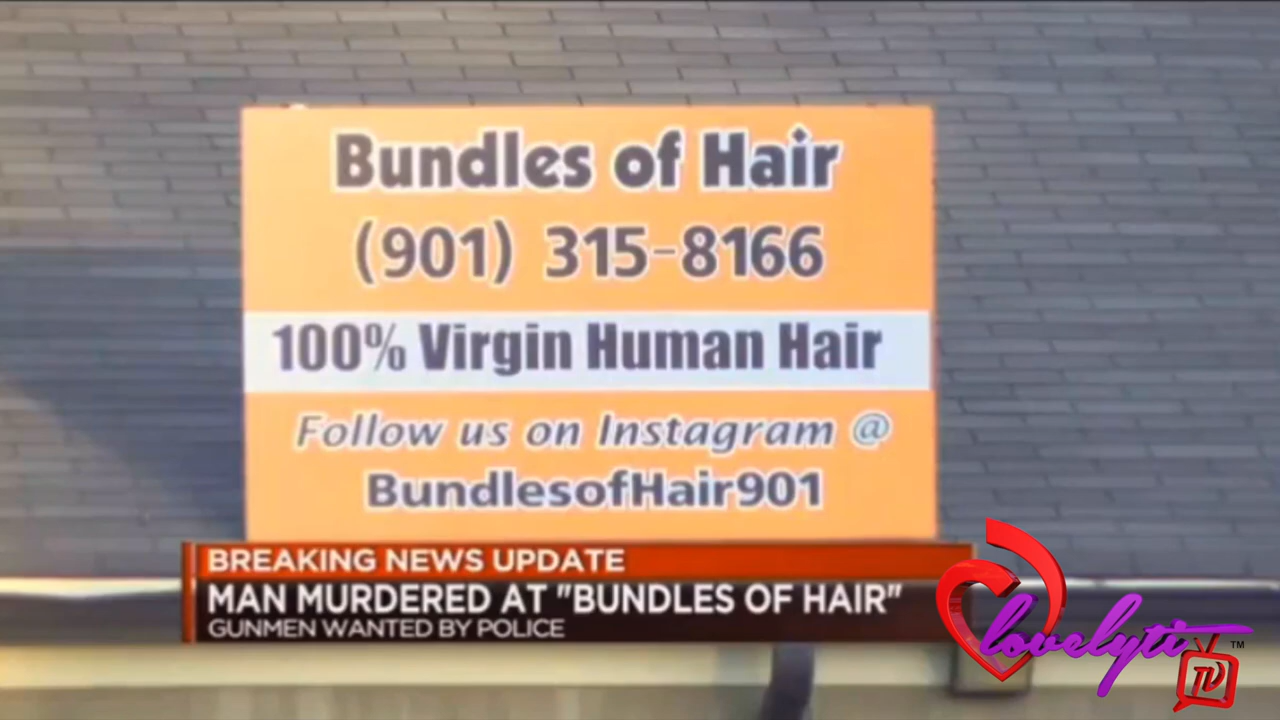 Bundles of Hair
(901) 315-8166
100% Virgin Human Hair
Follow us on Instagram @
BundlesofHair901
BREAKING NEWS UPDATE
MAN MURDERED AT "BUNDLES OF HAIR"
GUNMEN WANTED BY POLICE
lovelyti TM
TV